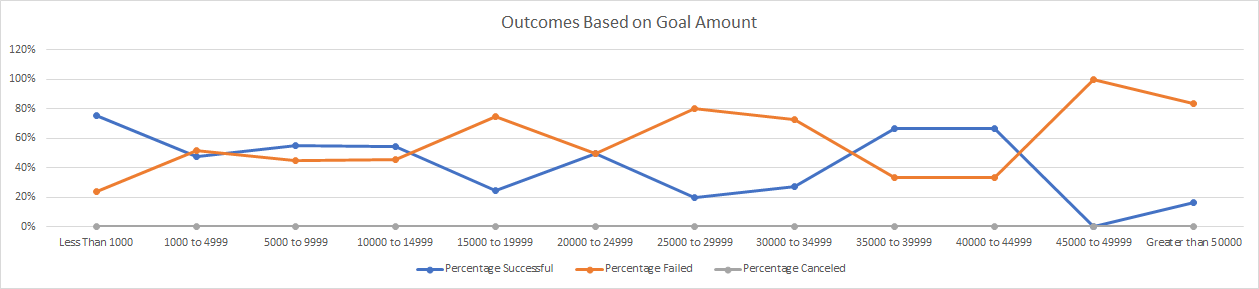 Outcomes Based on Goal Amount
120%
100%
80%
60%
40%
20%
0%
Less Than 1000 1000 to 4999 5000 to 9999 10000 to 14999 15000 to 19999 20000 to 24999 25000 to 29999 30000 to 34999 35000 to 39999 40000 to 44999 45000 to 49999 Greater than 50000
Percentage Successful Percentage Failed Percentage Canceled